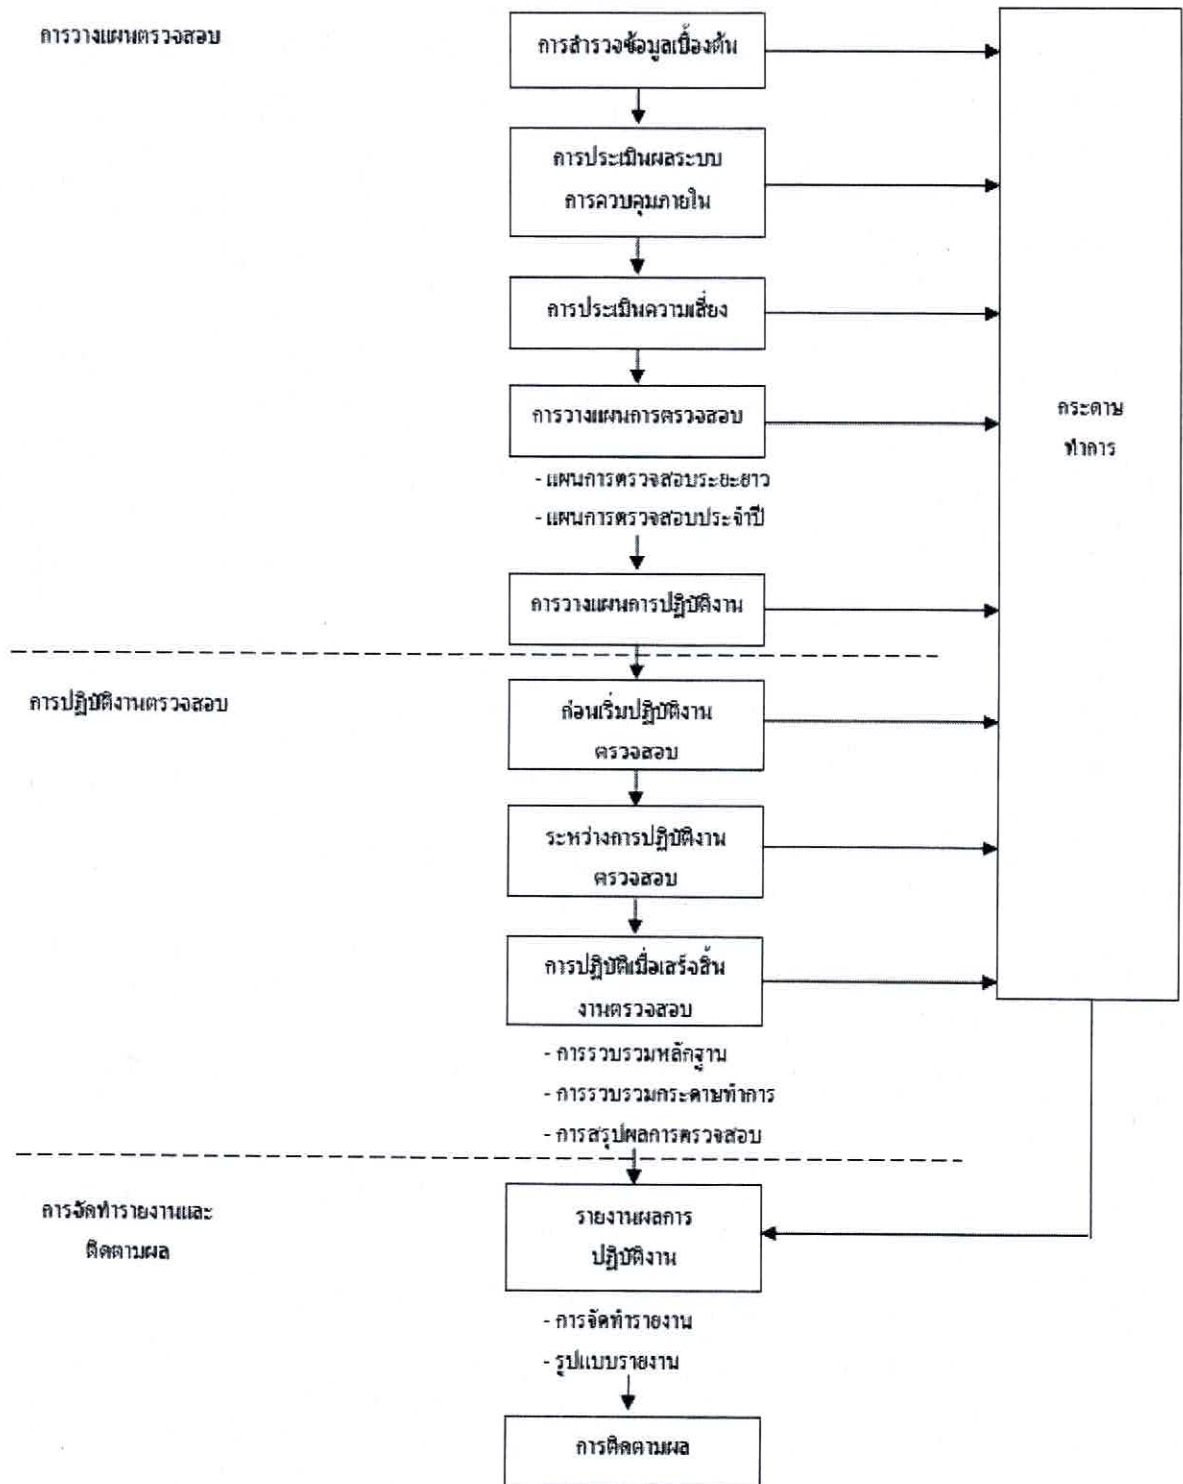 การวางแผนตรวจสอบ
การสำรวจข้อมูลเบื้องต้น
การประเมินผลระบบ
การควบคุมภายใน
การประเมินความเสี่ยง
การวางแผนการตรวจสอบ
- แผนการตรวจสอบระยะยาว
- แผนการตรวจสอบประจำปี
การวางแผนการปฏิบัติงาน
กระดาษ
ทำการ
การปฏิบัติงานตรวจสอบ
ก่อนเริ่มปฏิบัติงาน
ตรวจสอบ
ระหว่างการปฏิบัติงาน
ตรวจสอบ
การปฏิบัติเมื่อเสร็จสิ้น
งานตรวจสอบ
- การรวบรวมหลักฐาน
- การรวบรวมกระดาษทำการ
- การสรุปผลการตรวจสอบ
การจัดทำรายงานและ
ติดตามผล
รายงานผลการ
ปฏิบัติงาน
- การจัดทำรายงาน
- รูปแบบรายงาน
การติดตามผล